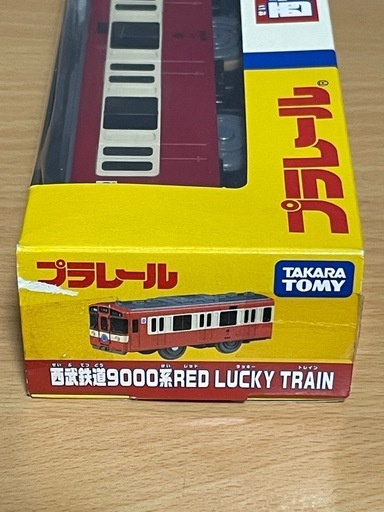 プラレール
プラレール
TAKARA
TOMY
せい ぶ てつ どう けい レッド ラッキー トレイン
西武鉄道9000系RED LUCKY TRAIN